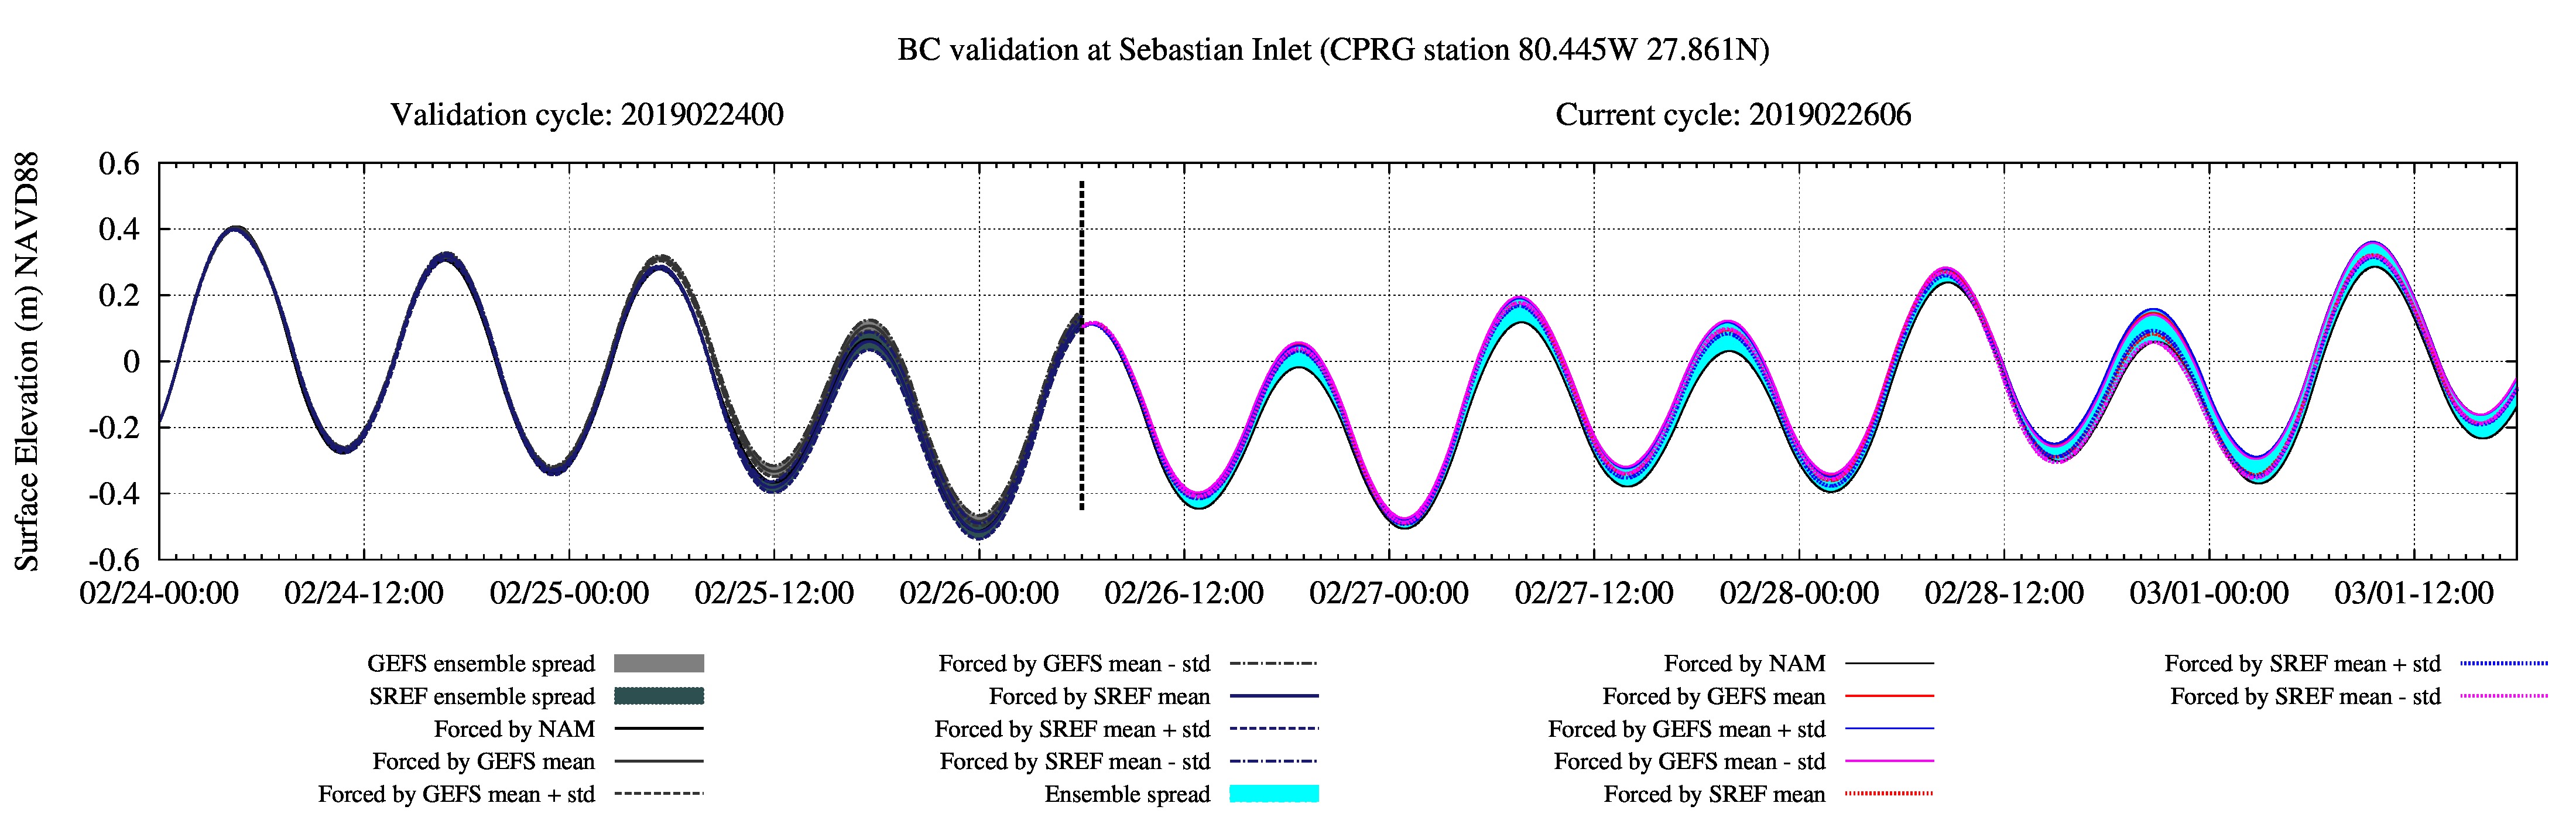 BC validation at Sebastian Inlet (CPRG station 80.445W 27.861N)
Validation cycle: 2019022400
Current cycle: 2019022606
Surface Elevation (m) NAVD88
0.6
0.4
0.2
0
-0.2
-0.4
-0.6
02/24-00:00
02/24-12:00
02/25-00:00
02/25-12:00
02/26-00:00
02/26-12:00
02/27-00:00
02/27-12:00
02/28-00:00
02/28-12:00
03/01-00:00
03/01-12:00
GEFS ensemble spread
SREF ensemble spread
Forced by NAM
Forced by GEFS mean
Forced by GEFS mean + std
Forced by GEFS mean - std
Forced by SREF mean
Forced by SREF mean + std
Forced by SREF mean - std
Ensemble spread
Forced by NAM
Forced by GEFS mean
Forced by GEFS mean + std
Forced by GEFS mean - std
Forced by SREF mean
Forced by SREF mean + std
Forced by SREF mean - std